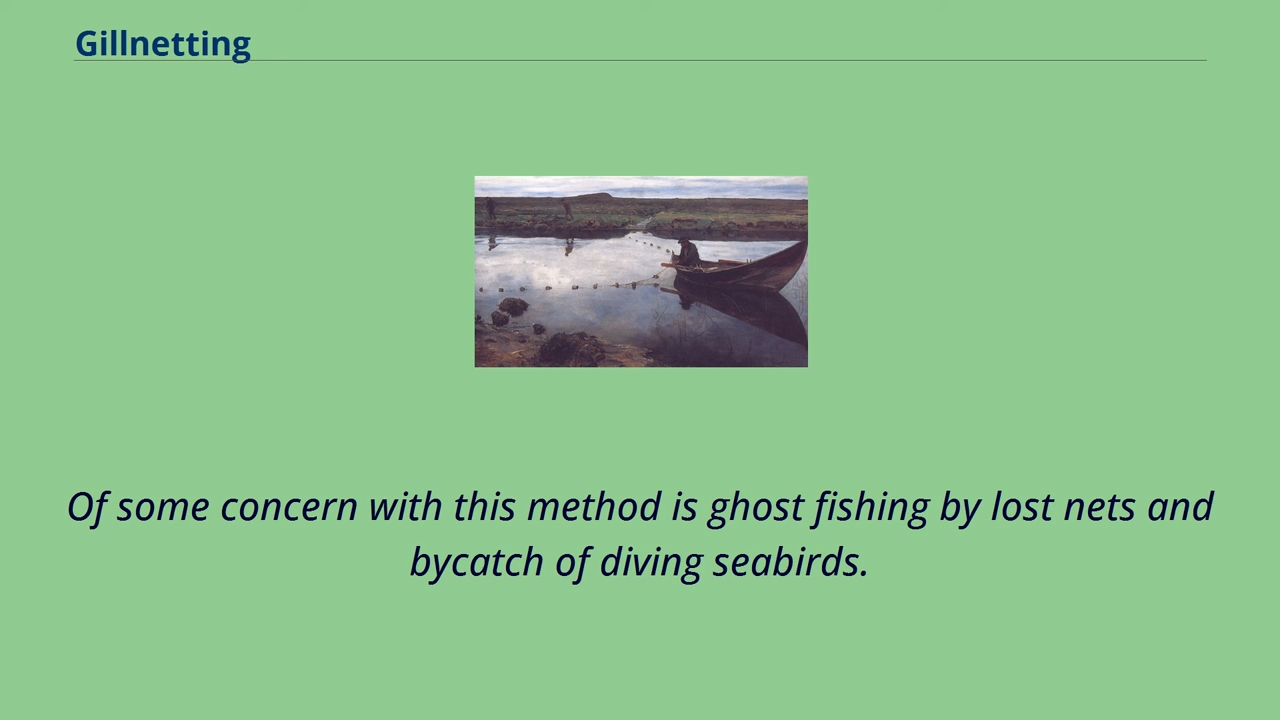 Gillnetting
Of some concern with this method is ghost fishing by lost nets and
bycatch of diving seabirds.